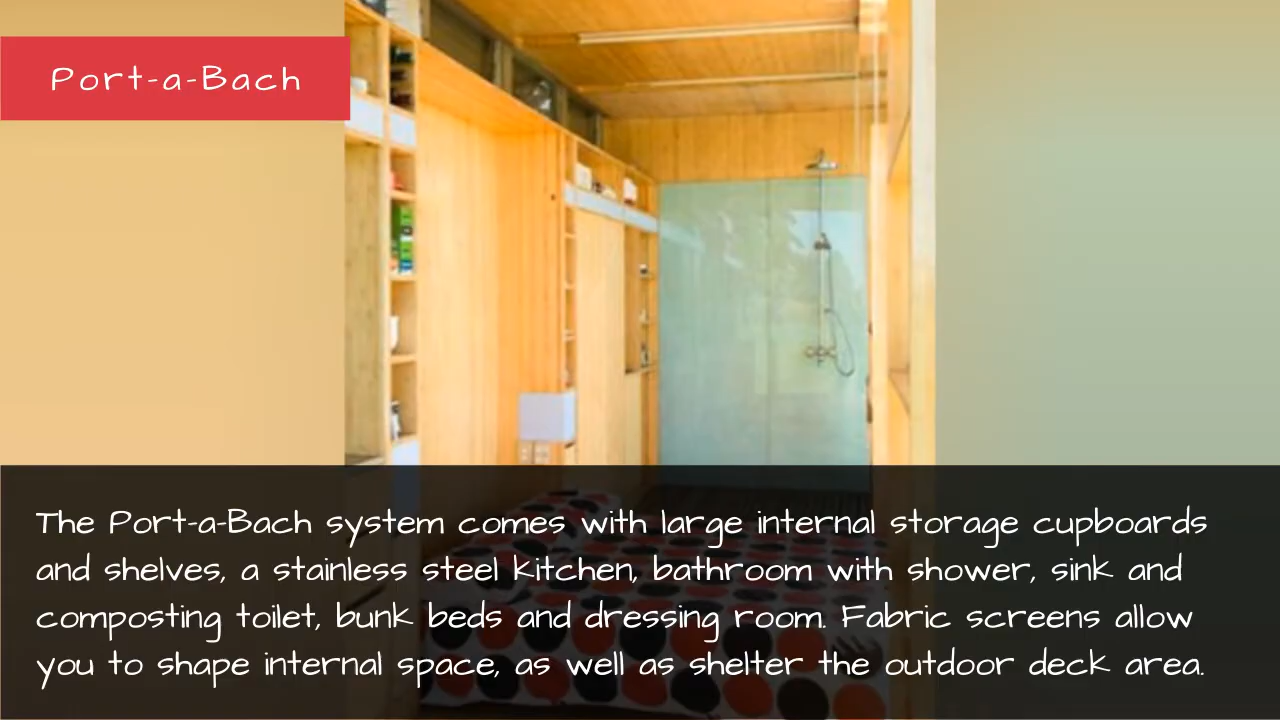 Port-a-Bach
The Port-a-Bach system comes with large internal storage cupboards
and shelves, a stainless steel kitchen, bathroom with shower, sink and
composting toilet, bunk beds and dressing room. Fabric screens allow
you to shape internal space, as well as shelter the outdoor deck area.